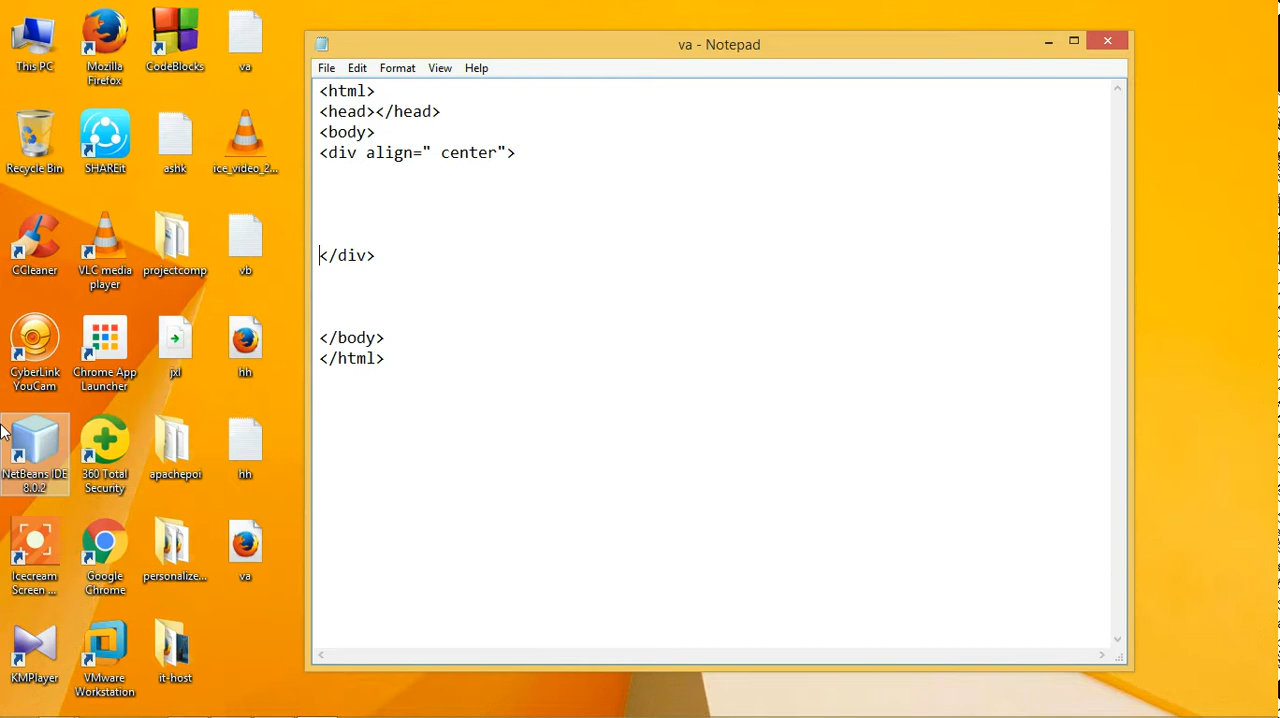 This PC
Mozilla
Firefox
CodeBlocks
va
Recycle Bin
SHAREit
ashk
ice_video_2...
CCleaner
VLC media
player
projectcomp
vb
CyberLink
YouCam
Chrome App
Launcher
jxl
hh
NetBeans IDE
8.0.2
360 Total
Security
apachepoi
hh
Icecream
Screen ...
Google
Chrome
personalize...
va
KMPlayer
VMware
Workstation
it-host
va - Notepad
File Edit Format View Help
<html>
<head></head>
<body>
<div align=" center">
</div>
</body>
</html>